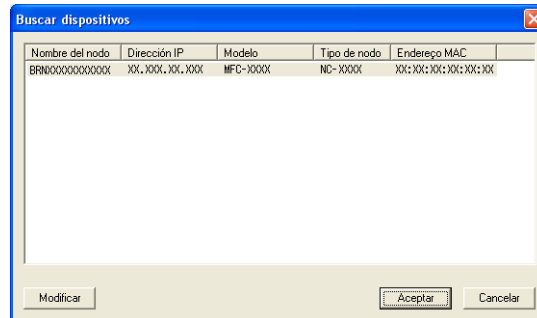 Buscar dispositivos
Nombre del nodo Dirección IP Modelo Tipo de nodo Endereço MAC
BRNXXXXXXXXXXXX XX.XXX.XX.XXX MFC-XXXX NC-XXXX XX:XX:XX:XX:XX:XX
Modificar Aceptar Cancelar